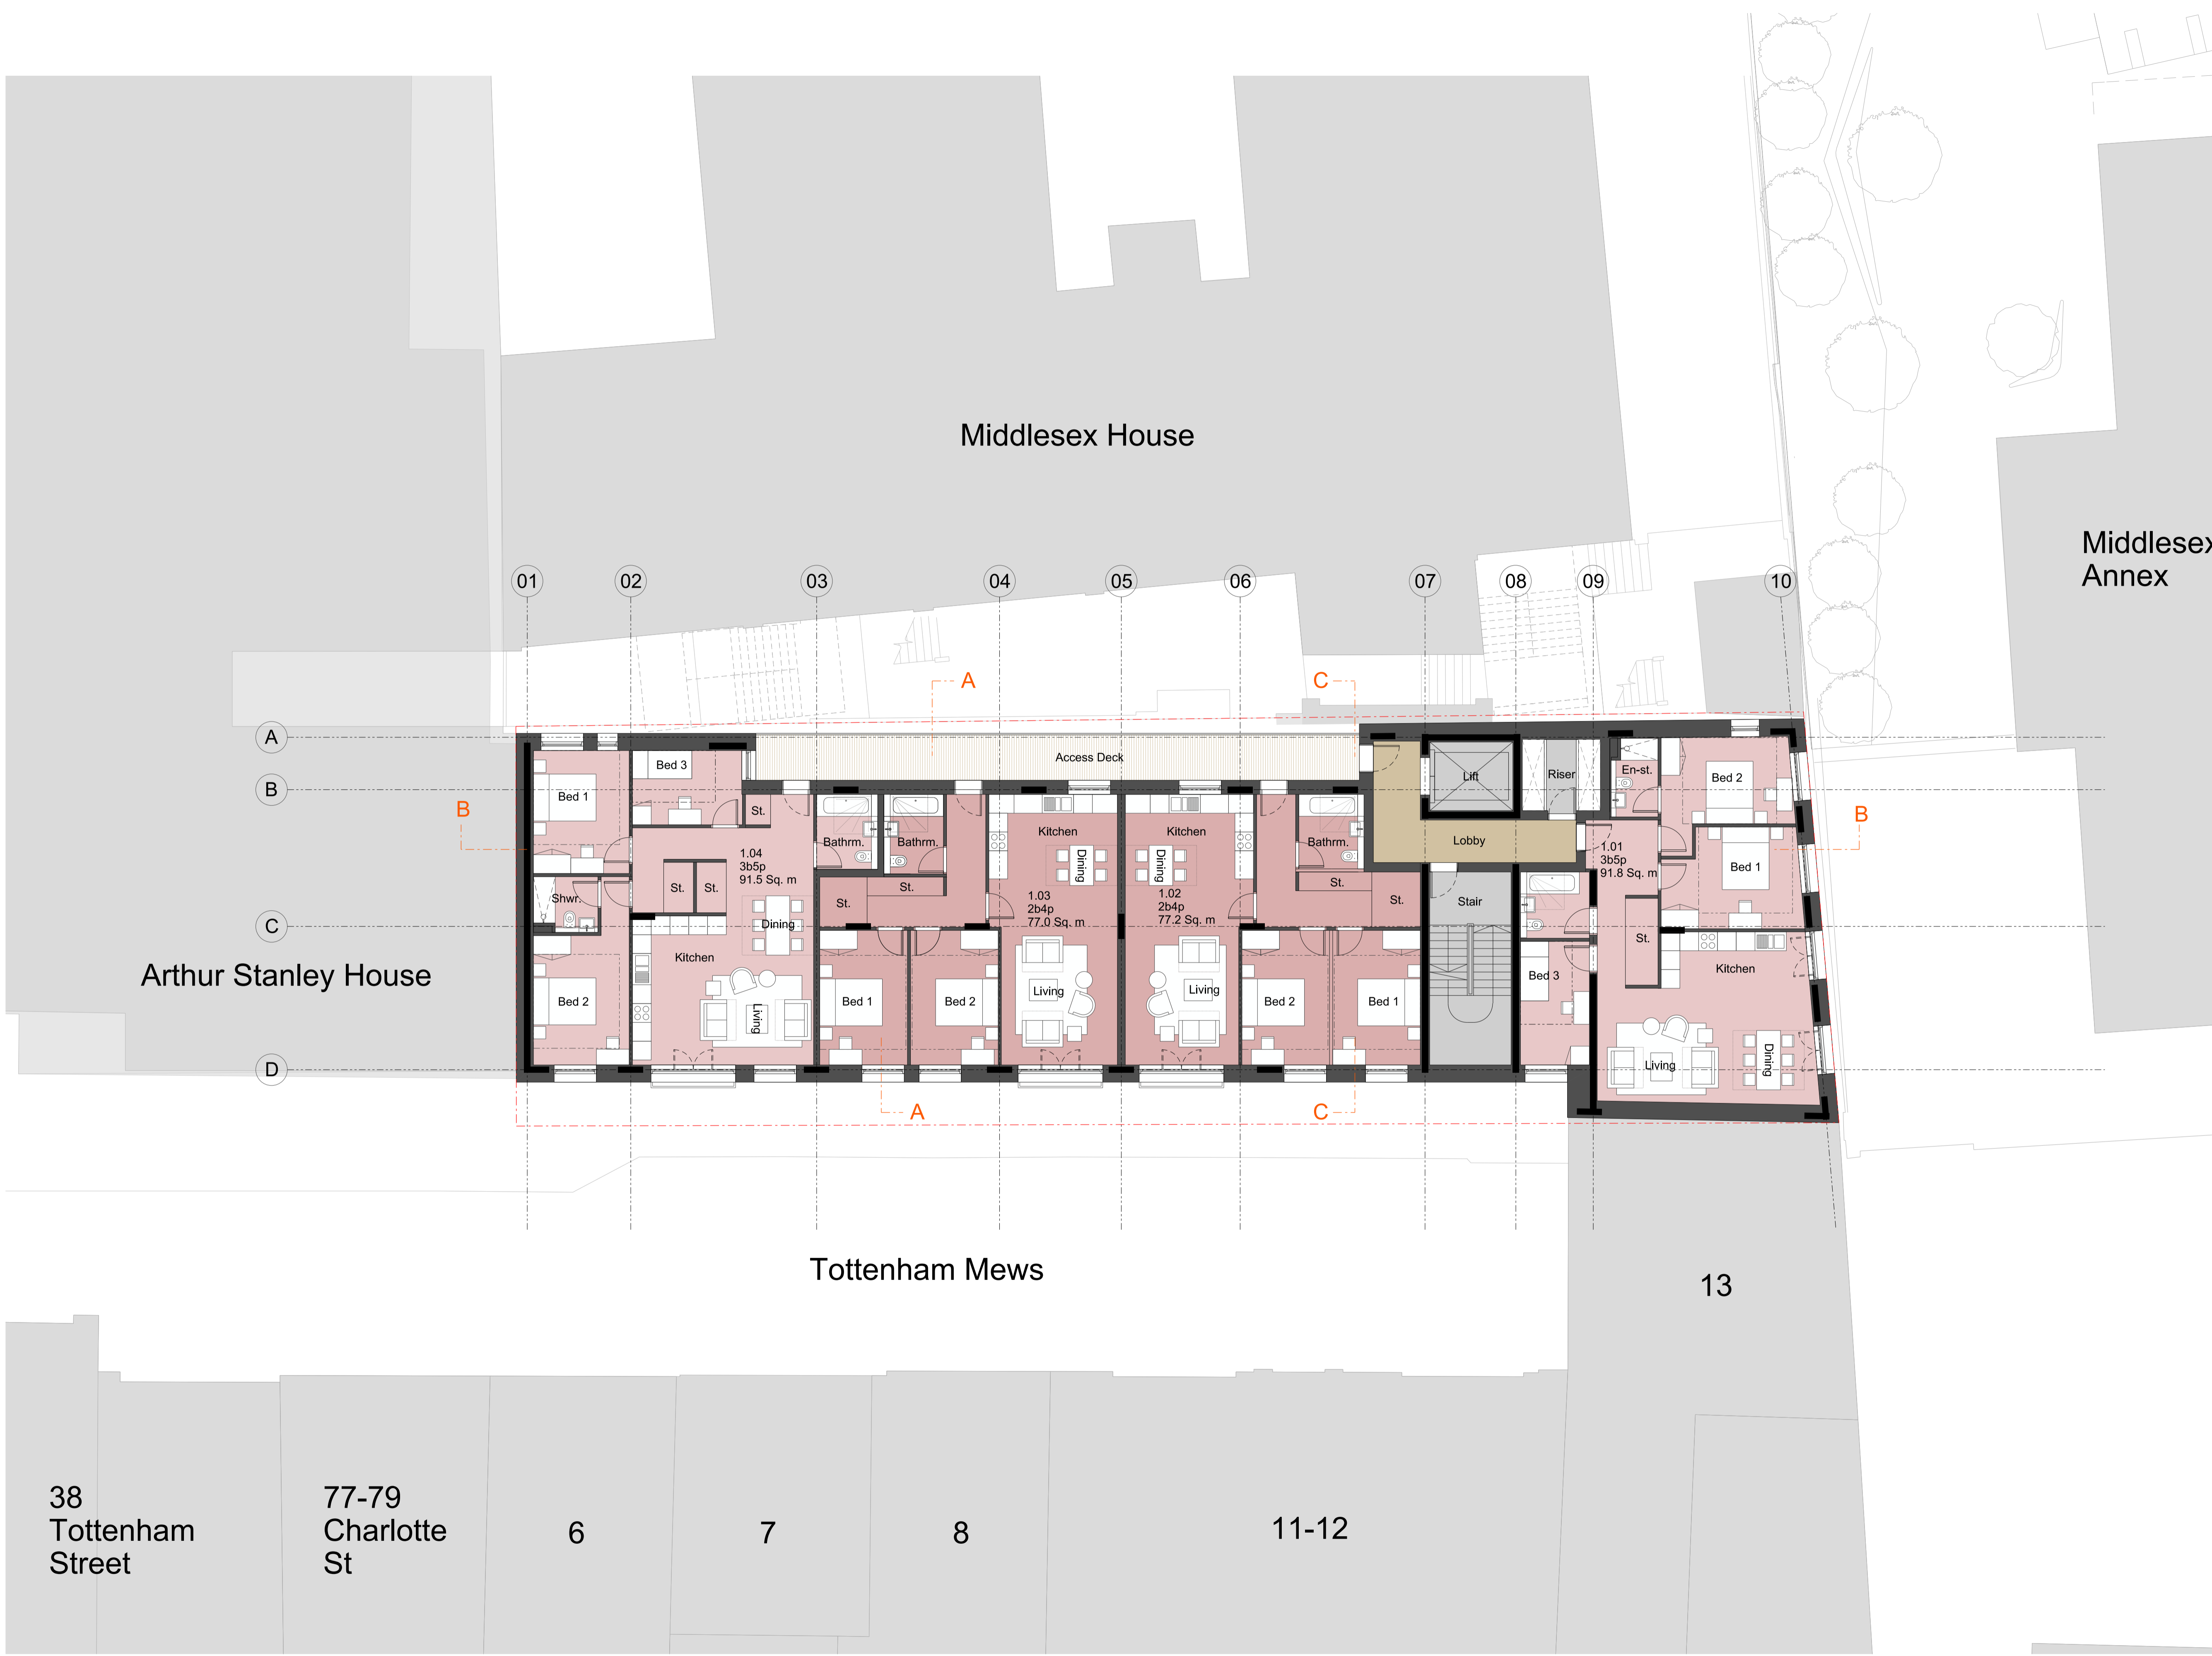 Middlesex House
Middlesex
Annex
01
02
03
04
05
06
07
08
09
10
A
B
C
D
A
C
B
B
A
C
Access Deck
Lift
Riser
Lobby
Stair
Arthur Stanley House
Bed 1
Bed 3
St.
Shwr.
St.
St.
1.04
3b5p
91.5 Sq. m
Dining
Kitchen
Living
Bed 2
Bathrm.
Bathrm.
St.
St.
Kitchen
Dining
1.03
2b4p
77.0 Sq. m
Living
Bed 1
Bed 2
Kitchen
Dining
1.02
2b4p
77.2 Sq. m
Living
Bathrm.
St.
St.
Bed 2
Bed 1
En-st.
Bed 2
1.01
3b5p
91.8 Sq. m
Bed 1
St.
Bed 3
Kitchen
Living
Dining
Tottenham Mews
13
38
Tottenham
Street
77-79
Charlotte
St
6
7
8
11-12